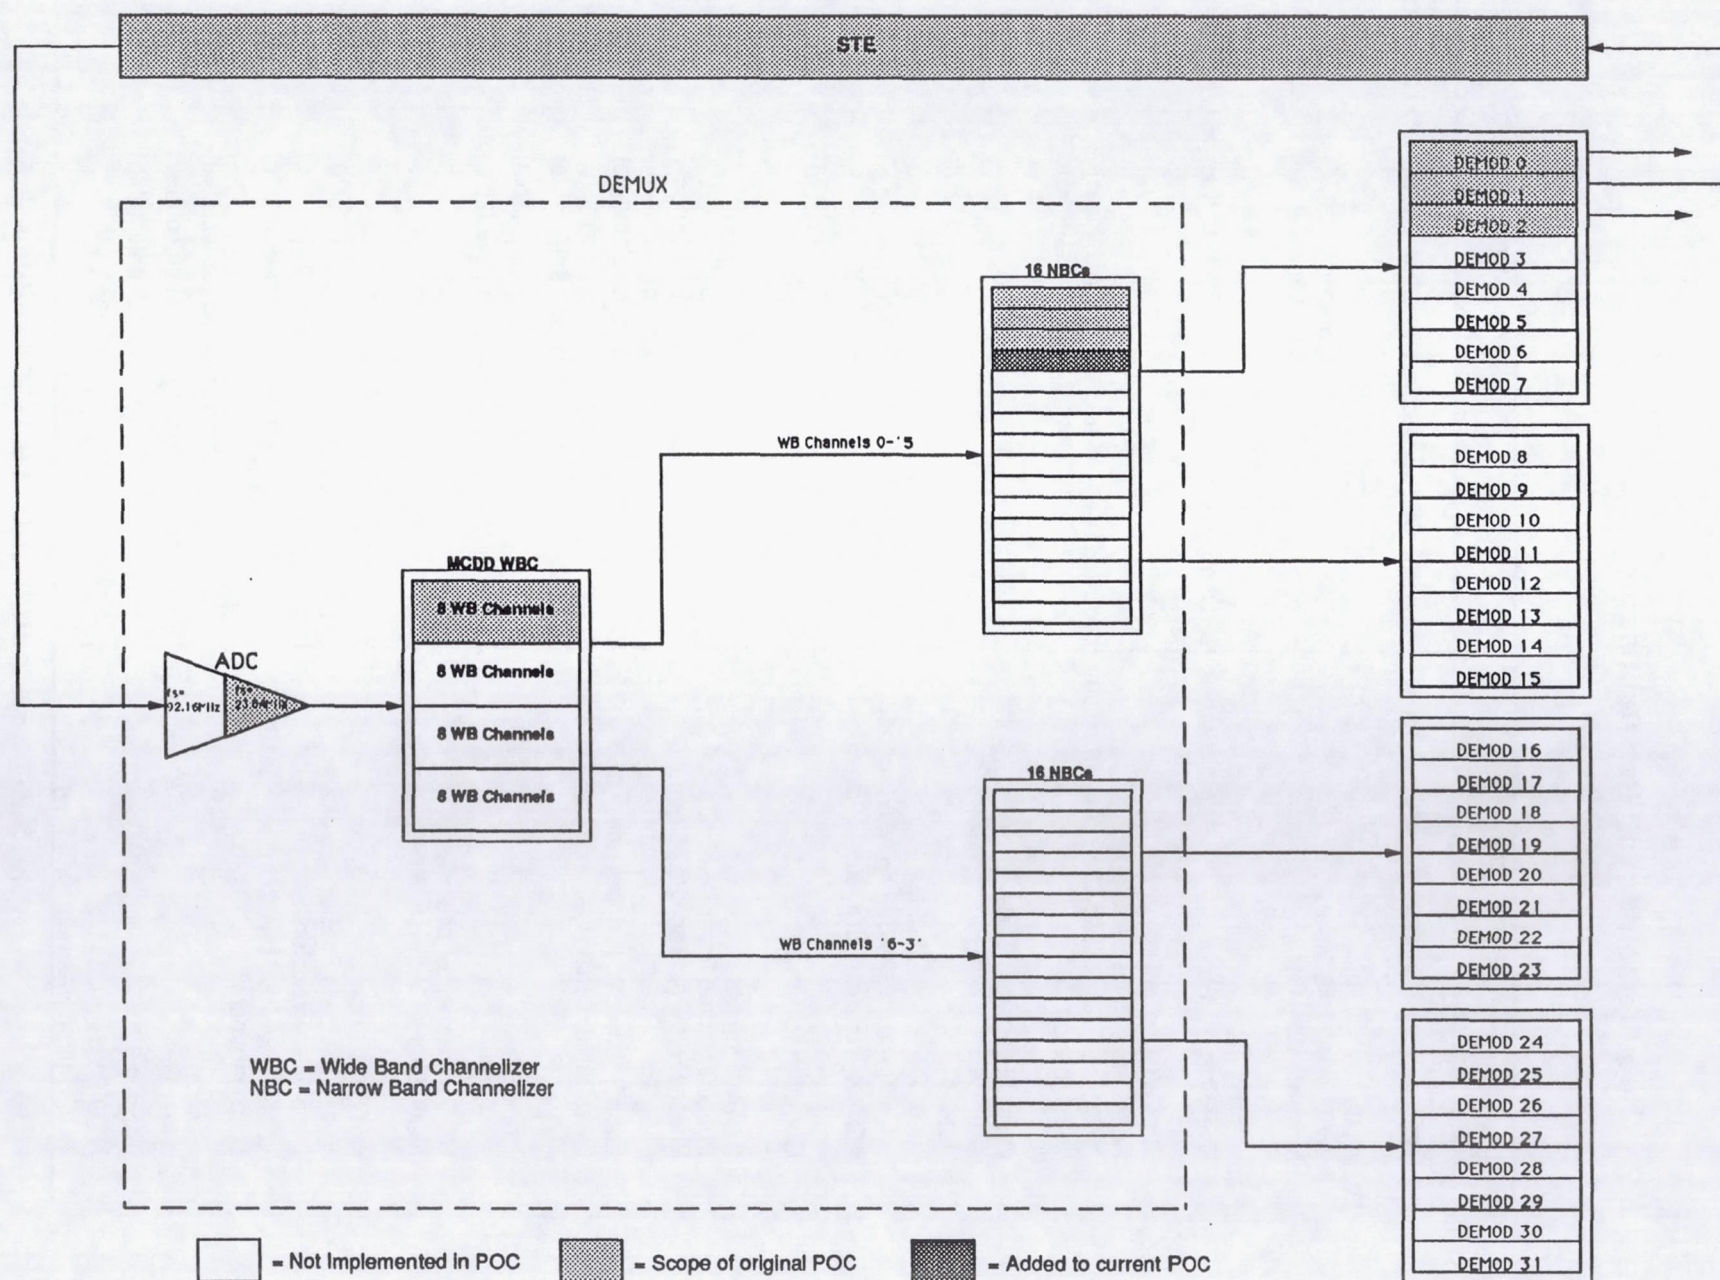 STE
DEMUX
DEMOD 0
DEMOD 1
DEMOD 2
DEMOD 3
DEMOD 4
DEMOD 5
DEMOD 6
DEMOD 7
16 NBCs
WB Channels 0-'5
DEMOD 8
DEMOD 9
DEMOD 10
DEMOD 11
DEMOD 12
DEMOD 13
DEMOD 14
DEMOD 15
MCDD WBC
8 WB Channels
8 WB Channels
8 WB Channels
8 WB Channels
ADC
fs=
16 NBCs
WB Channels '6-3'
DEMOD 16
DEMOD 17
DEMOD 18
DEMOD 19
DEMOD 20
DEMOD 21
DEMOD 22
DEMOD 23
DEMOD 24
DEMOD 25
DEMOD 26
DEMOD 27
DEMOD 28
DEMOD 29
DEMOD 30
DEMOD 31
WBC = Wide Band Channelizer
NBC = Narrow Band Channelizer
= Not Implemented in POC
= Scope of original POC
= Added to current POC